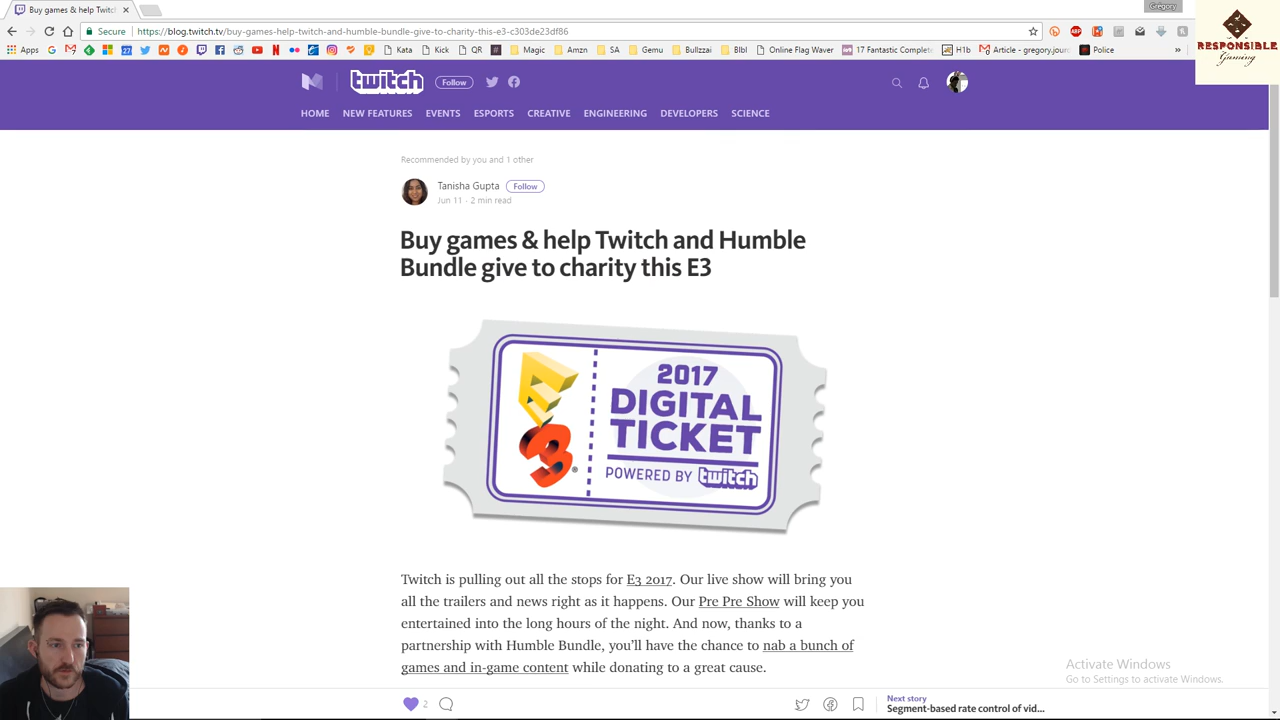 Buy games & help Twitch
Gregory
Secure
https://blog.twitch.tv/buy-games-help-twitch-and-humble-bundle-give-to-charity-this-e3-c303de23df86
Apps
Kata
Kick
QR
Magic
Amzn
SA
Gemu
Bullzzai
BIbl
Online Flag Waver
17 Fantastic Complete
H1b
Article - gregory.jour
Police
RESPONSIBLE
Gaming
twitch
Follow
HOME NEW FEATURES EVENTS ESPORTS CREATIVE ENGINEERING DEVELOPERS SCIENCE
Recommended by you and 1 other
Tanisha Gupta Follow
Jun 11 · 2 min read
Buy games & help Twitch and Humble
Bundle give to charity this E3
E3
2017
DIGITAL
TICKET
POWERED BY twitch
Twitch is pulling out all the stops for E3 2017. Our live show will bring you
all the trailers and news right as it happens. Our Pre Pre Show will keep you
entertained into the long hours of the night. And now, thanks to a
partnership with Humble Bundle, you’ll have the chance to nab a bunch of
games and in-game content while donating to a great cause.
Activate Windows
Go to Settings to activate Windows.
2
Next story
Segment-based rate control of vid...